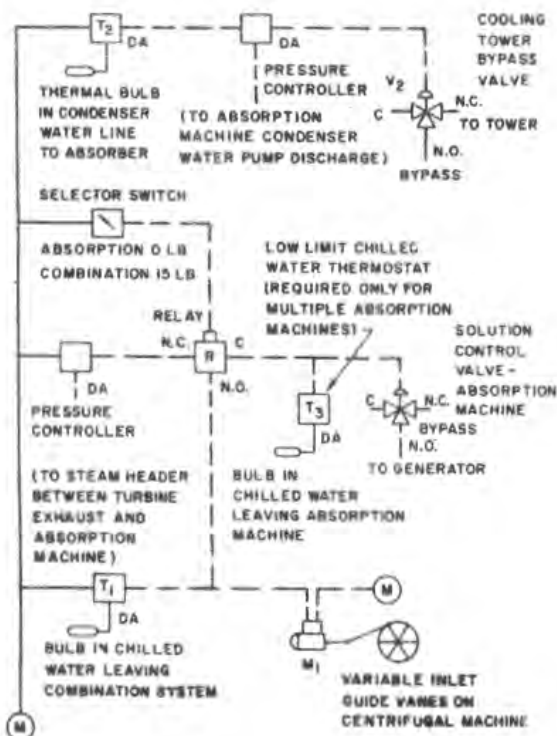 COOLING
TOWER
BYPASS
VALVE
T2
DA
DA
THERMAL BULB
IN CONDENSER
WATER LINE
TO ABSORBER
PRESSURE
CONTROLLER
(TO ABSORPTION
MACHINE CONDENSER
WATER PUMP DISCHARGE)
V2
C
N.C.
TO TOWER
N.O.
BYPASS
SELECTOR SWITCH
ABSORPTION 0 LB
COMBINATION 15 LB
LOW LIMIT CHILLED
WATER THERMOSTAT
(REQUIRED ONLY FOR
MULTIPLE ABSORPTION
MACHINES)
RELAY
N.C.
R
C
N.O.
SOLUTION
CONTROL
VALVE-
ABSORPTION
MACHINE
DA
PRESSURE
CONTROLLER
T3
DA
C
N.C.
BYPASS
N.O.
TO GENERATOR
(TO STEAM HEADER
BETWEEN TURBINE
EXHAUST AND
ABSORPTION
MACHINE)
BULB IN
CHILLED WATER
LEAVING ABSORPTION
MACHINE
T1
DA
BULB IN CHILLED
WATER LEAVING
COMBINATION SYSTEM
M
M1
VARIABLE INLET
GUIDE VANES ON
CENTRIFUGAL MACHINE
M